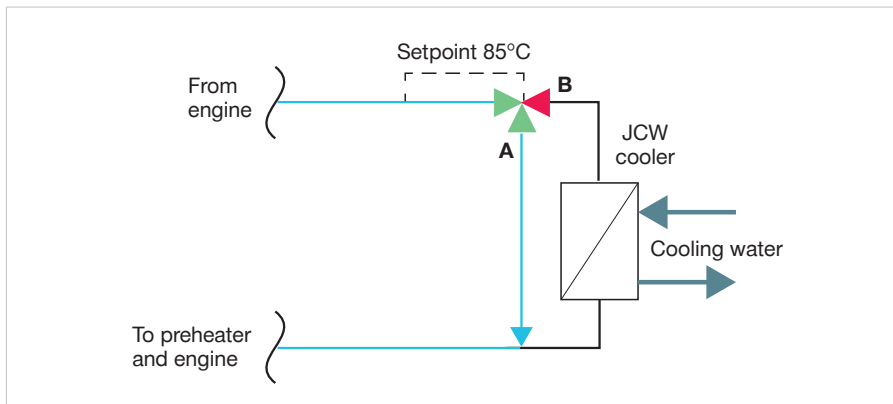 Setpoint 85°C
From
engine
B
JCW
cooler
A
Cooling water
To preheater
and engine